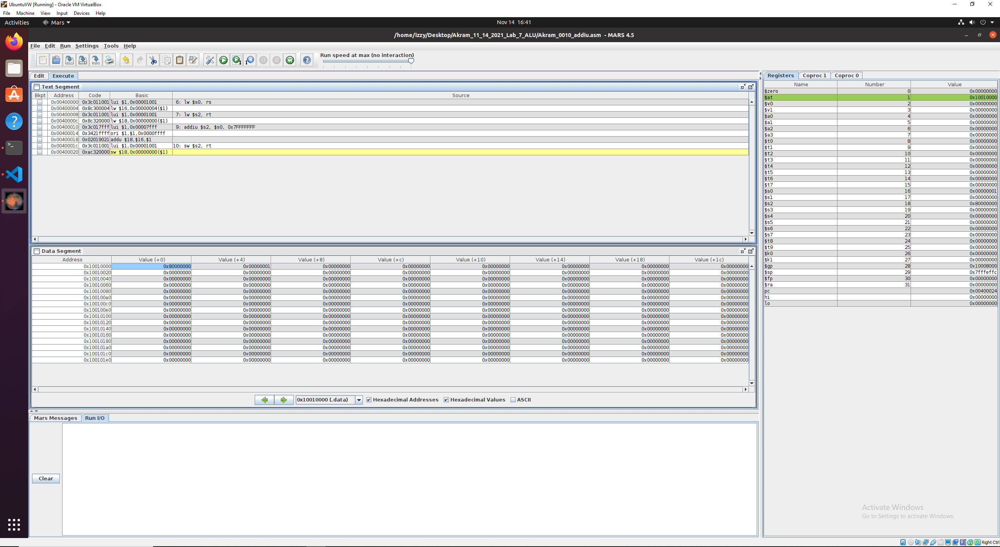 UbuntuVW [Running] - Oracle VM VirtualBox
File Machine View Input Devices Help
Activities Mars Nov 14 16:41
/home/izzy/Desktop/Akram_11_14_2021_Lab_7_ALU/Akram_0010_addiu.asm - MARS 4.5
File Edit Run Settings Tools Help
Run speed at max (no interaction)
Edit Execute
Text Segment
Bkpt Address Code Basic Source
0x00400000 0x3c011001 lui $1,0x00001001 6: lw $s0, rs
0x00400004 0x8c300004 lw $16,0x00000004($1)
0x00400008 0x3c011001 lui $1,0x00001001 7: lw $s2, rt
0x0040000c 0x8c320000 lw $18,0x00000000($1)
0x00400010 0x3c017fff lui $1,0x00007fff 9: addiu $s2, $s0, 0x7FFFFFFF
0x00400014 0x3421ffff ori $1,$1,0x0000ffff
0x00400018 0x02019021 addu $18,$16,$1
0x0040001c 0x3c011001 lui $1,0x00001001 10: sw $s2, rt
0x00400020 0xac320000 sw $18,0x00000000($1)
Data Segment
Address Value (+0) Value (+4) Value (+8) Value (+c) Value (+10) Value (+14) Value (+18) Value (+1c)
0x10010000 0x80000000 0x00000001 0x00000000 0x00000000 0x00000000 0x00000000 0x00000000 0x00000000
0x10010020 0x00000000 0x00000000 0x00000000 0x00000000 0x00000000 0x00000000 0x00000000 0x00000000
0x10010040 0x00000000 0x00000000 0x00000000 0x00000000 0x00000000 0x00000000 0x00000000 0x00000000
0x10010060 0x00000000 0x00000000 0x00000000 0x00000000 0x00000000 0x00000000 0x00000000 0x00000000
0x10010080 0x00000000 0x00000000 0x00000000 0x00000000 0x00000000 0x00000000 0x00000000 0x00000000
0x100100a0 0x00000000 0x00000000 0x00000000 0x00000000 0x00000000 0x00000000 0x00000000 0x00000000
0x100100c0 0x00000000 0x00000000 0x00000000 0x00000000 0x00000000 0x00000000 0x00000000 0x00000000
0x100100e0 0x00000000 0x00000000 0x00000000 0x00000000 0x00000000 0x00000000 0x00000000 0x00000000
0x10010100 0x00000000 0x00000000 0x00000000 0x00000000 0x00000000 0x00000000 0x00000000 0x00000000
0x10010120 0x00000000 0x00000000 0x00000000 0x00000000 0x00000000 0x00000000 0x00000000 0x00000000
0x10010140 0x00000000 0x00000000 0x00000000 0x00000000 0x00000000 0x00000000 0x00000000 0x00000000
0x10010160 0x00000000 0x00000000 0x00000000 0x00000000 0x00000000 0x00000000 0x00000000 0x00000000
0x10010180 0x00000000 0x00000000 0x00000000 0x00000000 0x00000000 0x00000000 0x00000000 0x00000000
0x100101a0 0x00000000 0x00000000 0x00000000 0x00000000 0x00000000 0x00000000 0x00000000 0x00000000
0x100101c0 0x00000000 0x00000000 0x00000000 0x00000000 0x00000000 0x00000000 0x00000000 0x00000000
0x100101e0 0x00000000 0x00000000 0x00000000 0x00000000 0x00000000 0x00000000 0x00000000 0x00000000
0x10010000 (.data) Hexadecimal Addresses Hexadecimal Values ASCII
Mars Messages Run I/O
Clear
Registers Coproc 1 Coproc 0
Name Number Value
$zero 0 0x00000000
$at 1 0x10010000
$v0 2 0x00000000
$v1 3 0x00000000
$a0 4 0x00000000
$a1 5 0x00000000
$a2 6 0x00000000
$a3 7 0x00000000
$t0 8 0x00000000
$t1 9 0x00000000
$t2 10 0x00000000
$t3 11 0x00000000
$t4 12 0x00000000
$t5 13 0x00000000
$t6 14 0x00000000
$t7 15 0x00000000
$s0 16 0x00000001
$s1 17 0x00000000
$s2 18 0x80000000
$s3 19 0x00000000
$s4 20 0x00000000
$s5 21 0x00000000
$s6 22 0x00000000
$s7 23 0x00000000
$t8 24 0x00000000
$t9 25 0x00000000
$k0 26 0x00000000
$k1 27 0x00000000
$gp 28 0x10008000
$sp 29 0x7fffeffc
$fp 30 0x00000000
$ra 31 0x00000000
pc 0x00400024
hi 0x00000000
lo 0x00000000
Activate Windows
Go to Settings to activate Windows.
Right Ctrl